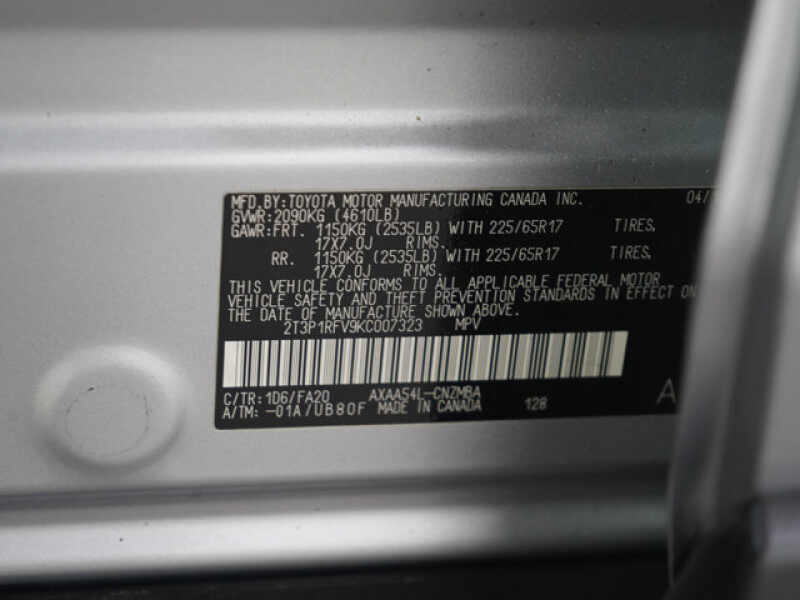 MFD.BY:TOYOTA MOTOR MANUFACTURING CANADA INC. 04/
GVWR:2090KG (4610LB)
GAWR:FRT. 1150KG (2535LB) WITH 225/65R17 TIRES.
17X7.0J RIMS.
RR. 1150KG (2535LB) WITH 225/65R17 TIRES.
17X7.0J RIMS.
THIS VEHICLE CONFORMS TO ALL APPLICABLE FEDERAL MOTOR
VEHICLE SAFETY AND THEFT PREVENTION STANDARDS IN EFFECT ON
THE DATE OF MANUFACTURE SHOWN ABOVE.
2T3P1RFV9KC007323 MPV
C/TR:1D6/FA20 AXAA54L-CNZMBA
A/TM:-01A/UB80F MADE IN CANADA 128 A